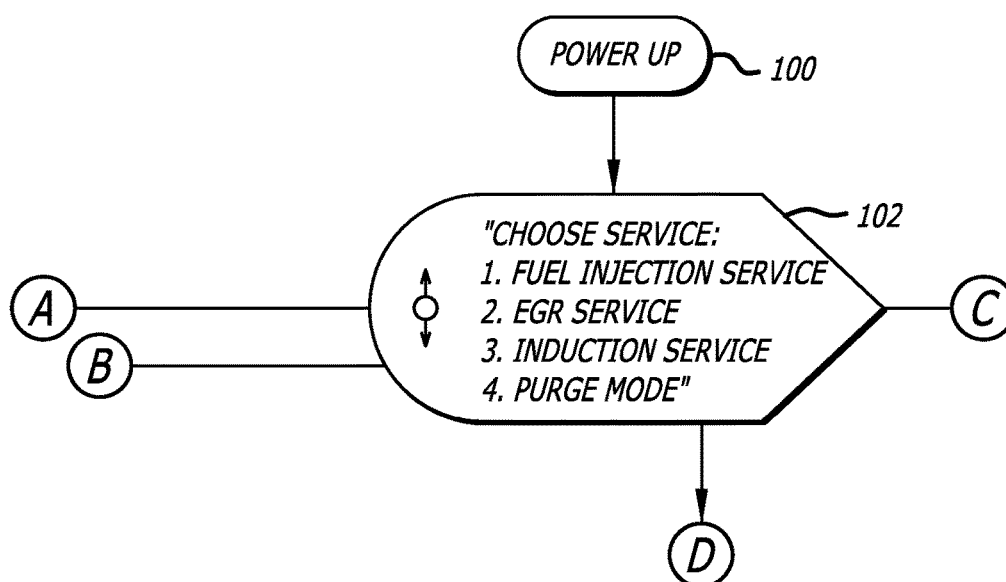 POWER UP
100
102
"CHOOSE SERVICE:
1. FUEL INJECTION SERVICE
2. EGR SERVICE
3. INDUCTION SERVICE
4. PURGE MODE"
A
B
C
D